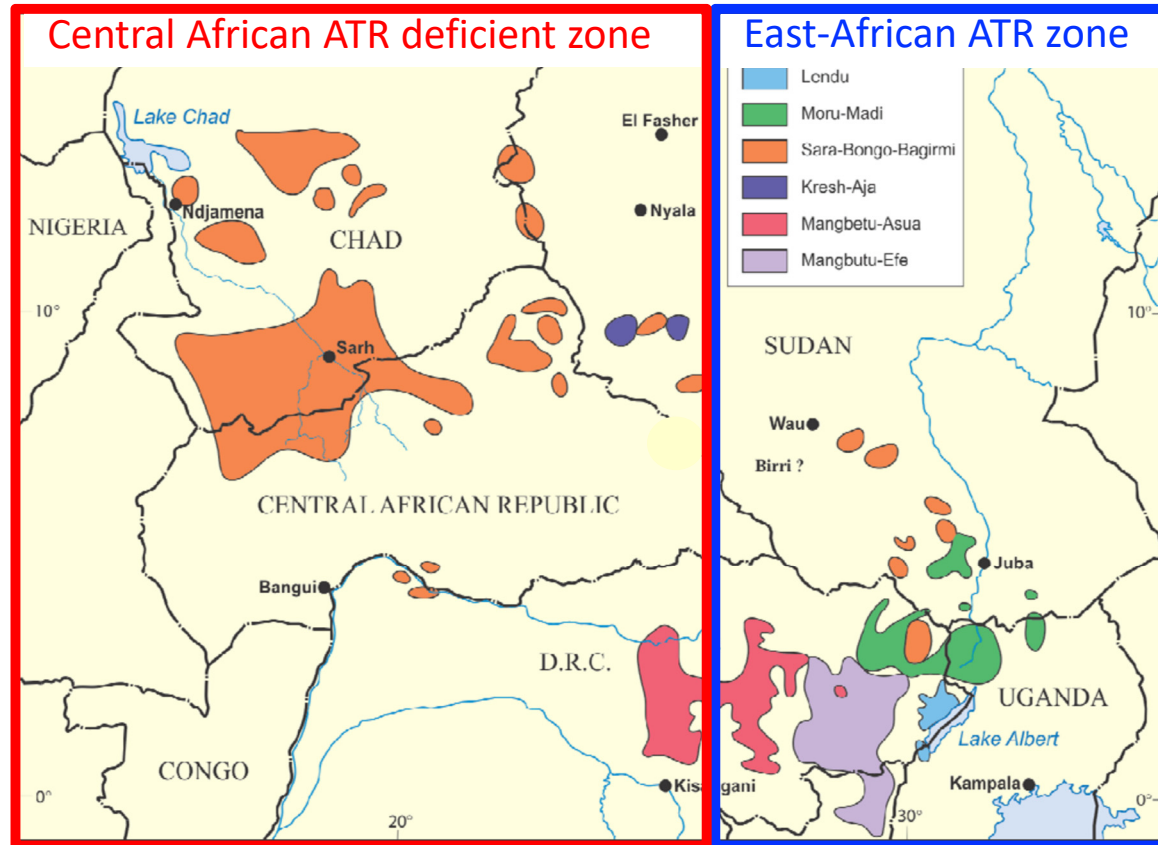 Central African ATR deficient zone
East-African ATR zone
Lendu
Moru-Madi
Sara-Bongo-Bagirmi
Kresh-Aja
Mangbetu-Asua
Mangbutu-Efe
Lake Chad
El Fasher
Ndjamena
Nyala
NIGERIA
CHAD
10°
10°
Sarh
SUDAN
Wau
Birri ?
CENTRAL AFRICAN REPUBLIC
Bangui
Juba
D.R.C.
UGANDA
Lake Albert
CONGO
Kisangani
Kampala
0°
0°
20°
30°